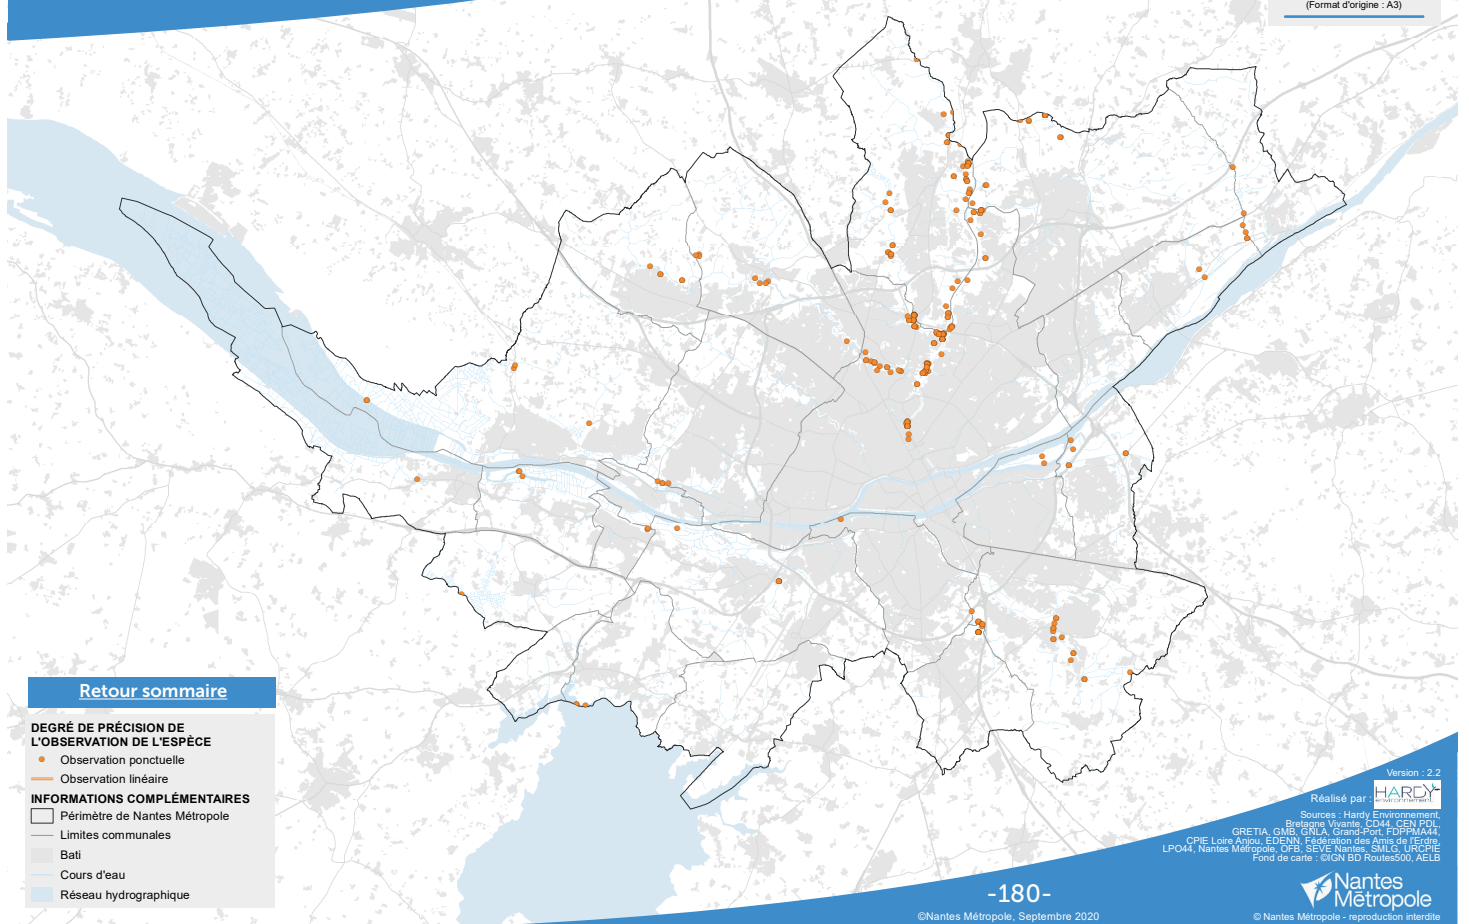 (Format d'origine : A3)
Retour sommaire
DEGRÉ DE PRÉCISION DE
L'OBSERVATION DE L'ESPÈCE
Observation ponctuelle
Observation linéaire
INFORMATIONS COMPLÉMENTAIRES
Périmètre de Nantes Métropole
Limites communales
Bati
Cours d'eau
Réseau hydrographique
Version : 2.2
Réalisé par :
HARDY
environnement
Sources : Hardy Environnement,
Bretagne Vivante, CD44, CEN PDL,
GRETIA, GMB, GNLA, Grand-Port, FDPPMA44,
CPIE Loire Anjou, EDENN, Fédération des Amis de l'Erdre,
LPO44, Nantes Métropole, OFB, SEVE Nantes, SMLG, URCPIE
Fond de carte : ©IGN BD Routes500, AELB
-180-
Nantes
Métropole
©Nantes Métropole, Septembre 2020
© Nantes Métropole - reproduction interdite